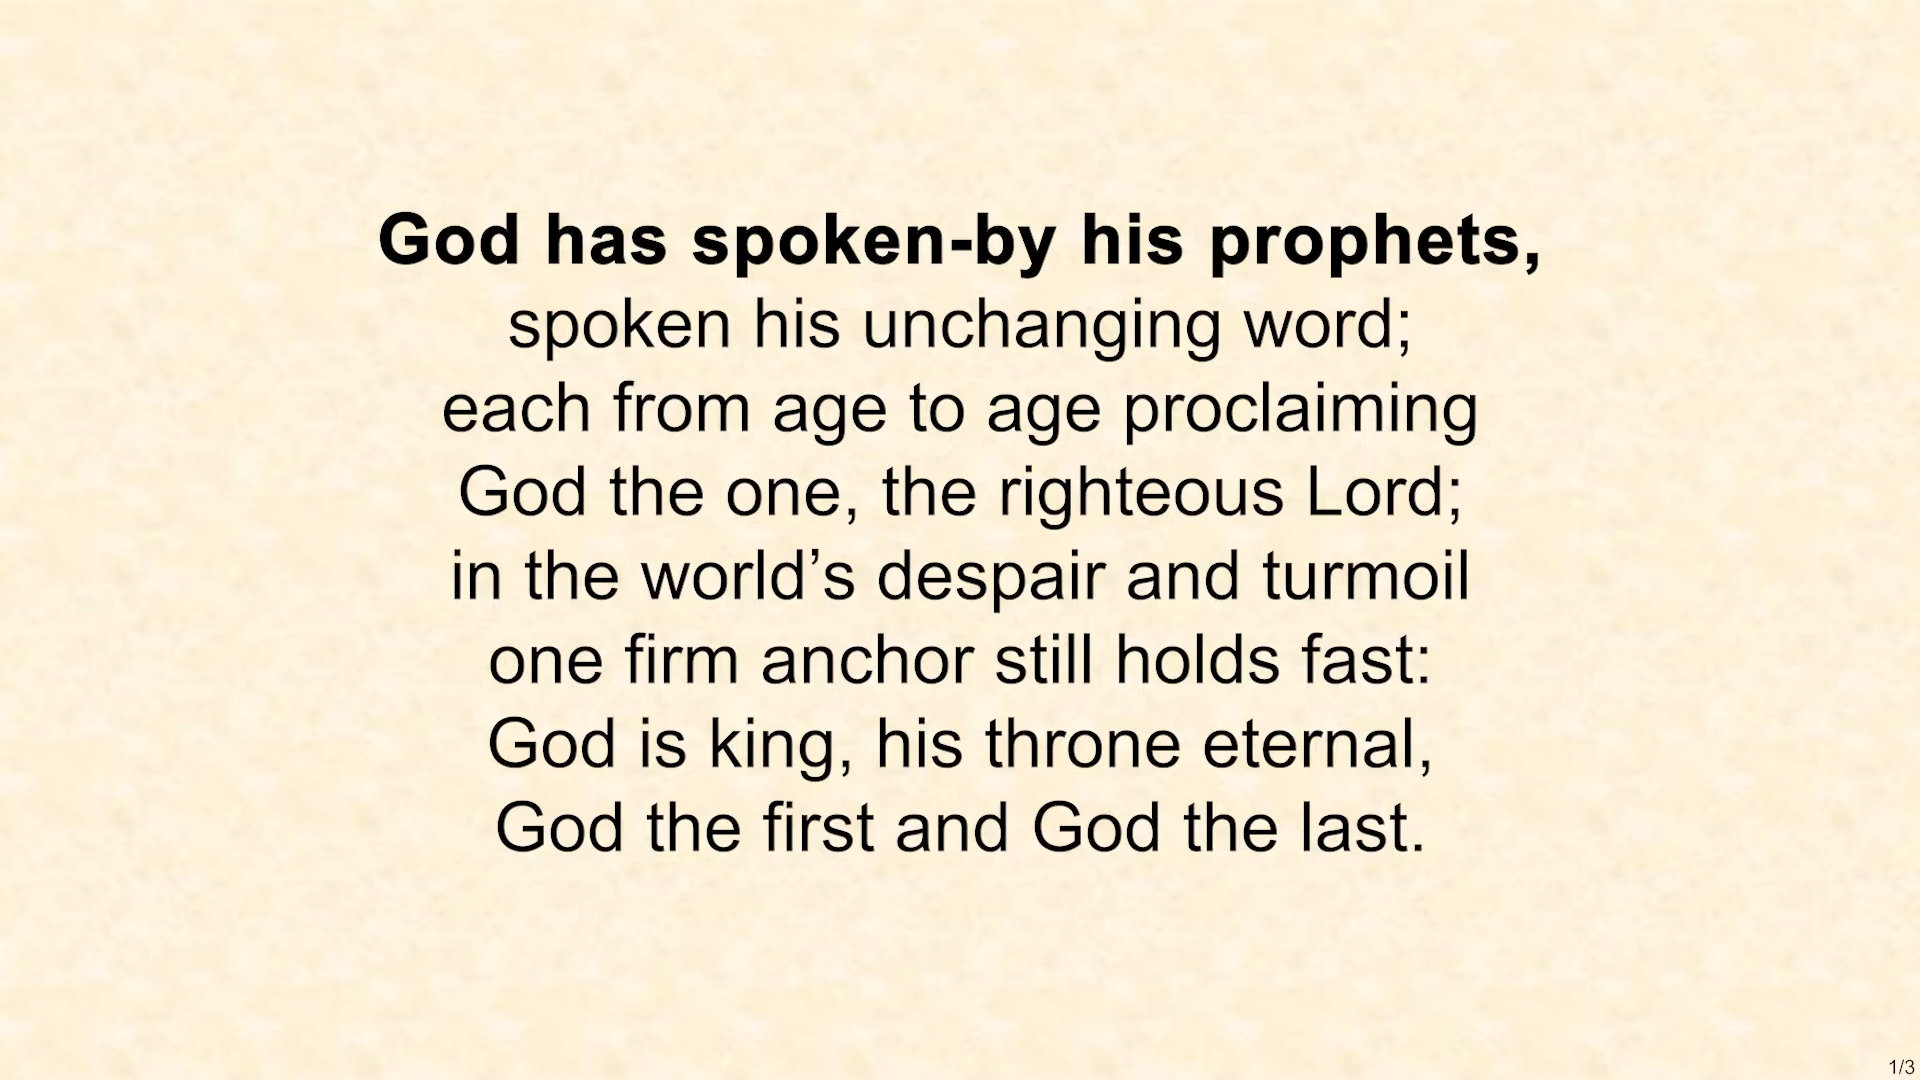 God has spoken-by his prophets,
spoken his unchanging word;
each from age to age proclaiming
God the one, the righteous Lord;
in the world’s despair and turmoil
one firm anchor still holds fast:
God is king, his throne eternal,
God the first and God the last.
1/3